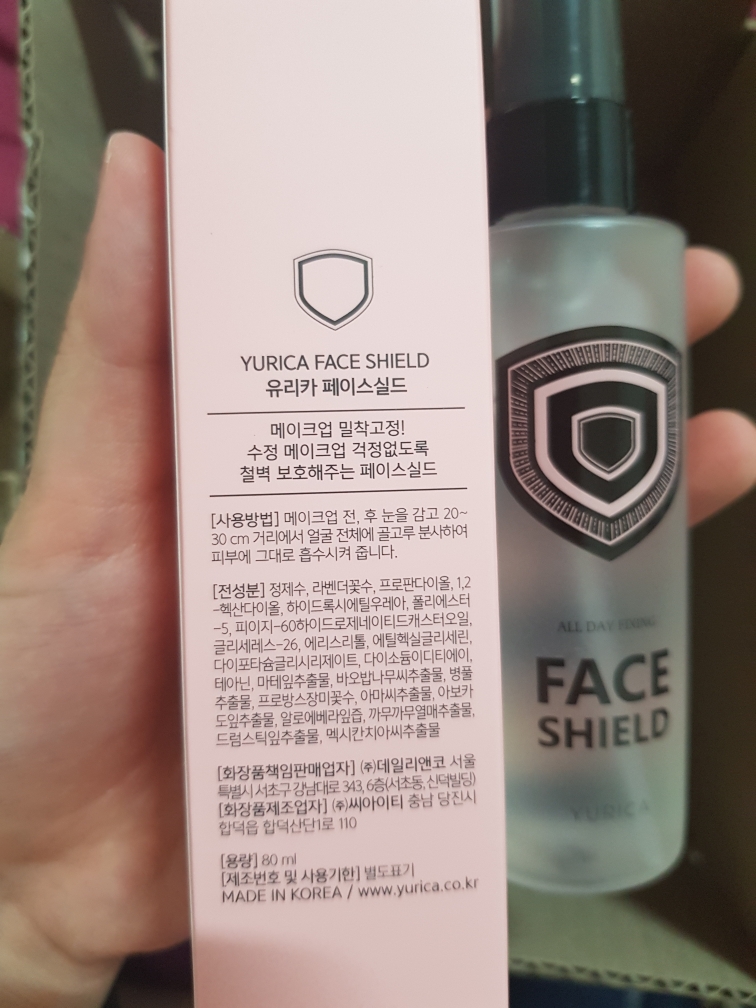 YURICA FACE SHIELD
유리카 페이스실드
메이크업 밀착고정!
수정 메이크업 걱정없도록
철벽 보호해주는 페이스실드
[사용방법] 메이크업 전, 후 눈을 감고 20~
30 cm 거리에서 얼굴 전체에 골고루 분사하여
피부에 그대로 흡수시켜 줍니다.
[전성분] 정제수, 라벤더꽃수, 프로판다이올, 1,2
-헥산다이올, 하이드록시에틸우레아, 폴리에스터
-5, 피이지-60하이드로제네이티드캐스터오일,
글리세레스-26, 에리스리톨, 에틸헥실글리세린,
다이포타슘글리시리제이트, 다이소듐이디티에이,
테아닌, 마테잎추출물, 바오밥나무씨추출물, 병풀
추출물, 프로방스장미꽃수, 아마씨추출물, 아보카
도잎추출물, 알로에베라잎즙, 까무까무열매추출물,
드럼스틱잎추출물, 멕시칸치아씨추출물
[화장품책임판매업자] ㈜데일리앤코 서울
특별시 서초구 강남대로 343, 6층(서초동, 신덕빌딩)
[화장품제조업자] ㈜씨아이티 충남 당진시
합덕읍 합덕산단1로 110
[용량] 80 ml
[제조번호 및 사용기한] 별도표기
MADE IN KOREA / www.yurica.co.kr
ALL DAY FIXING
FACE
SHIELD
YURICA